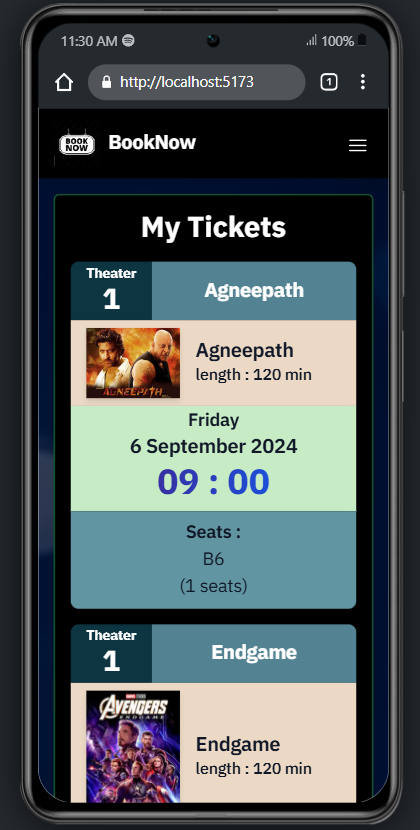 11:30 AM
100%
http://localhost:5173
1
BOOK
NOW
BookNow
My Tickets
Theater
1
Agneepath
AGNEEPATH
Agneepath
length : 120 min
Friday
6 September 2024
09 : 00
Seats :
B6
(1 seats)
Theater
1
Endgame
MARVEL STUDIOS
AVENGERS
ENDGAME
Endgame
length : 120 min